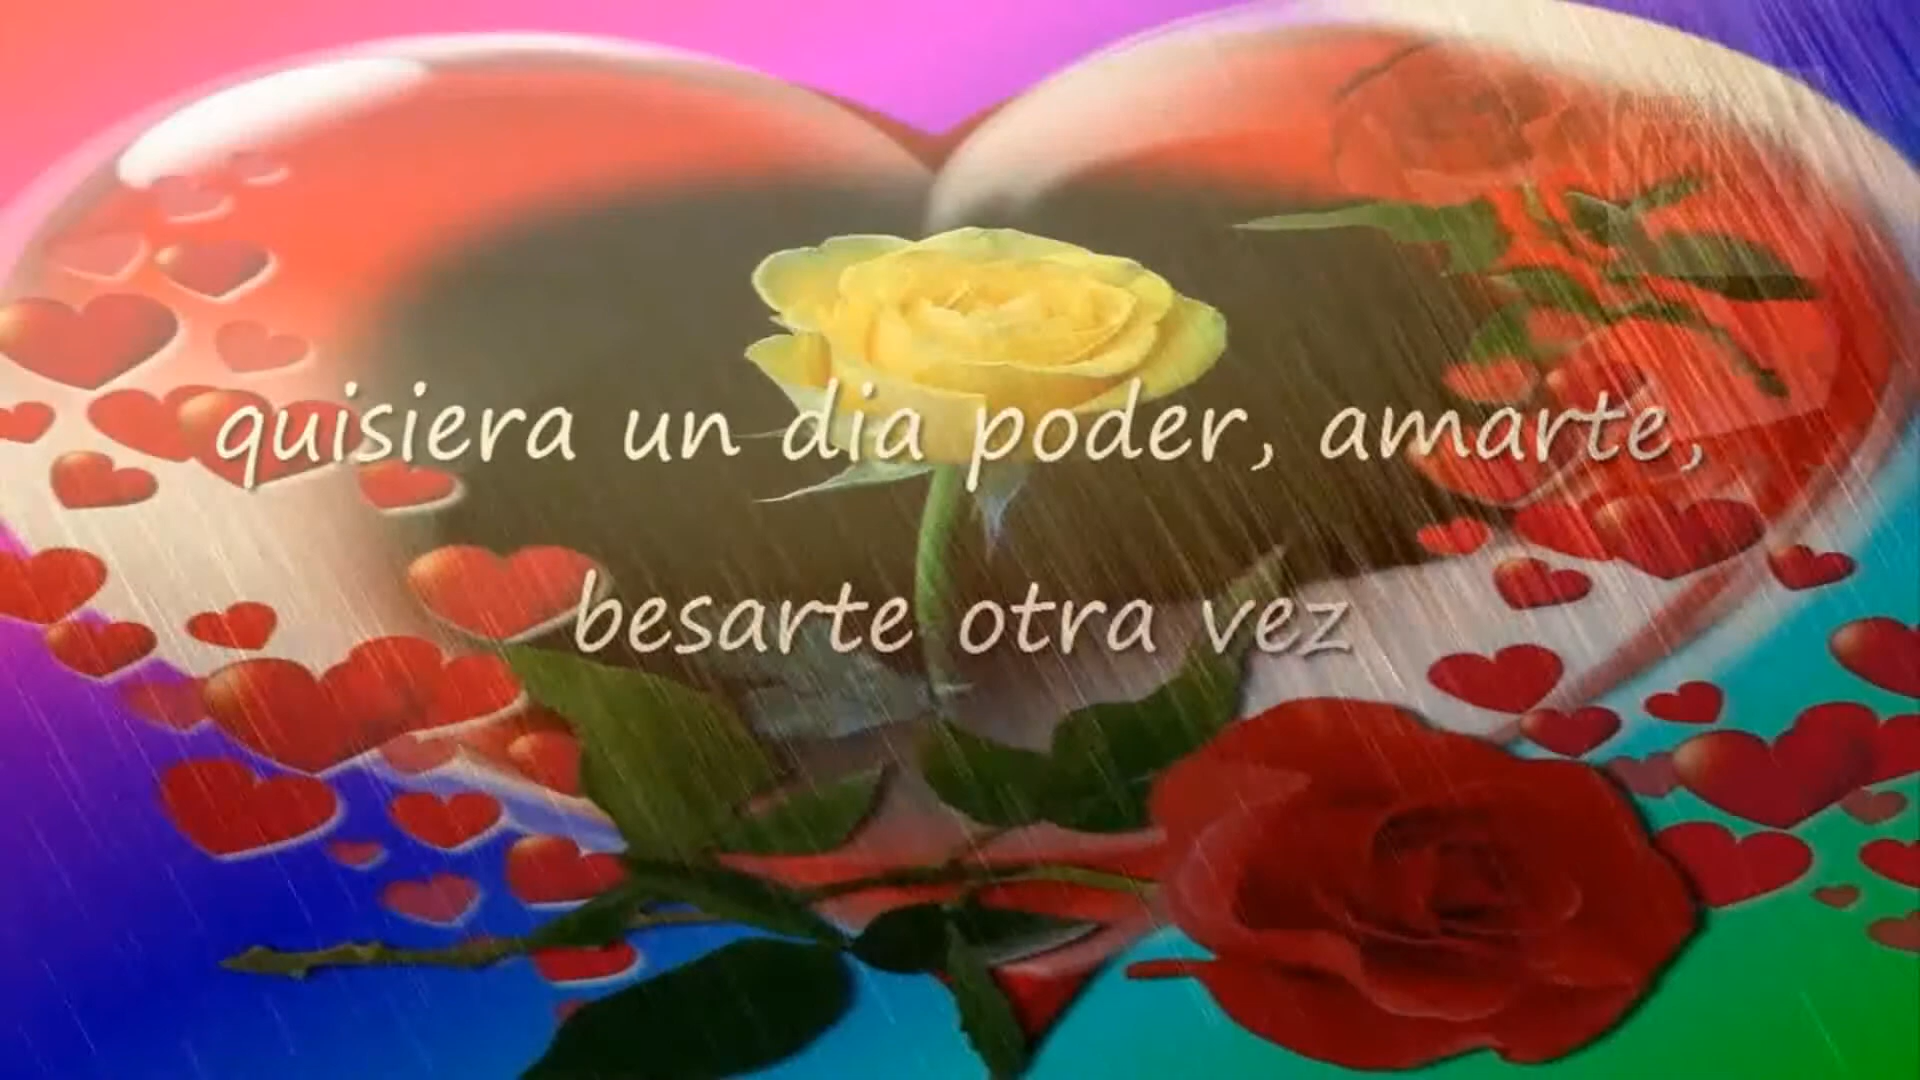 quisiera un dia poder, amarte,
besarte otra vez